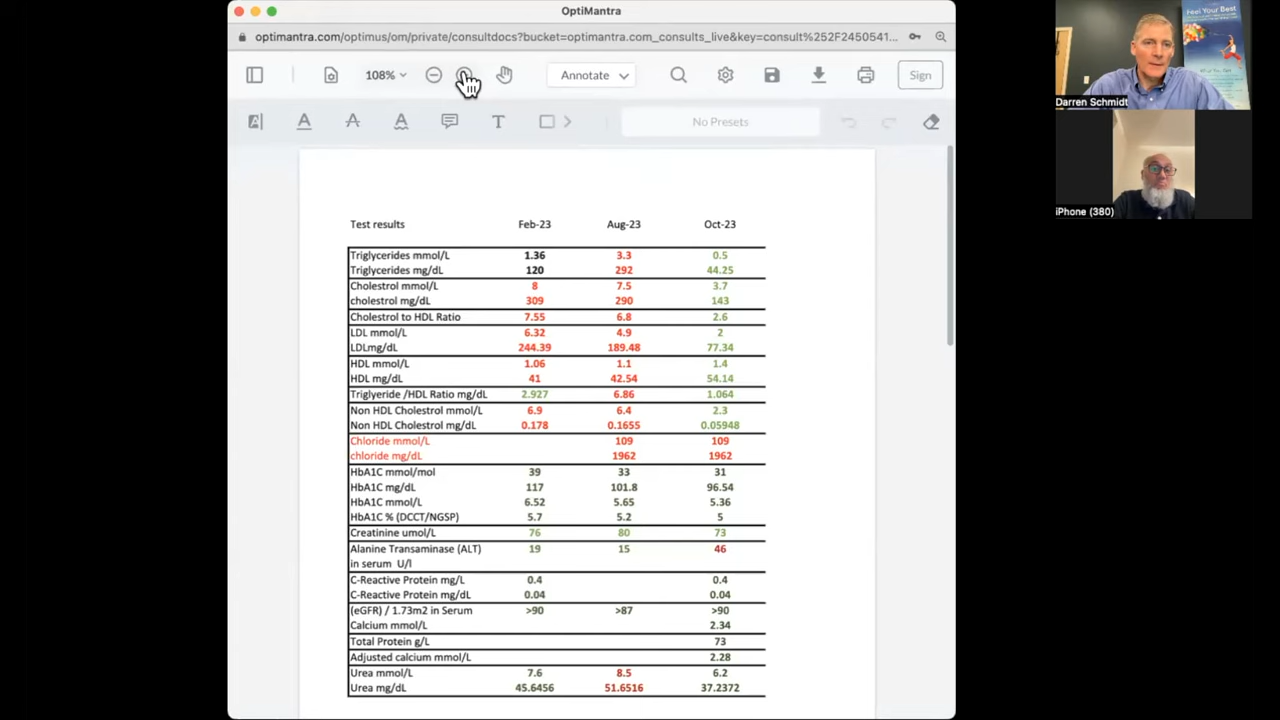 OptiMantra
optimantra.com/optimus/om/private/consultdocs?bucket=optimantra.com_consults_live&key=consult%252F2450541...
108%
Annotate
Sign
No Presets
Test results Feb-23 Aug-23 Oct-23
Triglycerides mmol/L 1.36 3.3 0.5
Triglycerides mg/dL 120 292 44.25
Cholestrol mmol/L 8 7.5 3.7
cholestrol mg/dL 309 290 143
Cholestrol to HDL Ratio 7.55 6.8 2.6
LDL mmol/L 6.32 4.9 2
LDLmg/dL 244.39 189.48 77.34
HDL mmol/L 1.06 1.1 1.4
HDL mg/dL 41 42.54 54.14
Triglyeride /HDL Ratio mg/dL 2.927 6.86 1.064
Non HDL Cholestrol mmol/L 6.9 6.4 2.3
Non HDL Cholestrol mg/dL 0.178 0.1655 0.05948
Chloride mmol/L 109 109
chloride mg/dL 1962 1962
HbA1C mmol/mol 39 33 31
HbA1C mg/dL 117 101.8 96.54
HbA1C mmol/L 6.52 5.65 5.36
HbA1C % (DCCT/NGSP) 5.7 5.2 5
Creatinine umol/L 76 80 73
Alanine Transaminase (ALT) 19 15 46
in serum U/l
C-Reactive Protein mg/L 0.4 0.4
C-Reactive Protein mg/dL 0.04 0.04
(eGFR) / 1.73m2 in Serum >90 >87 >90
Calcium mmol/L 2.34
Total Protein g/L 73
Adjusted calcium mmol/L 2.28
Urea mmol/L 7.6 8.5 6.2
Urea mg/dL 45.6456 51.6516 37.2372
Feel Your Best
Darren Schmidt
iPhone (380)